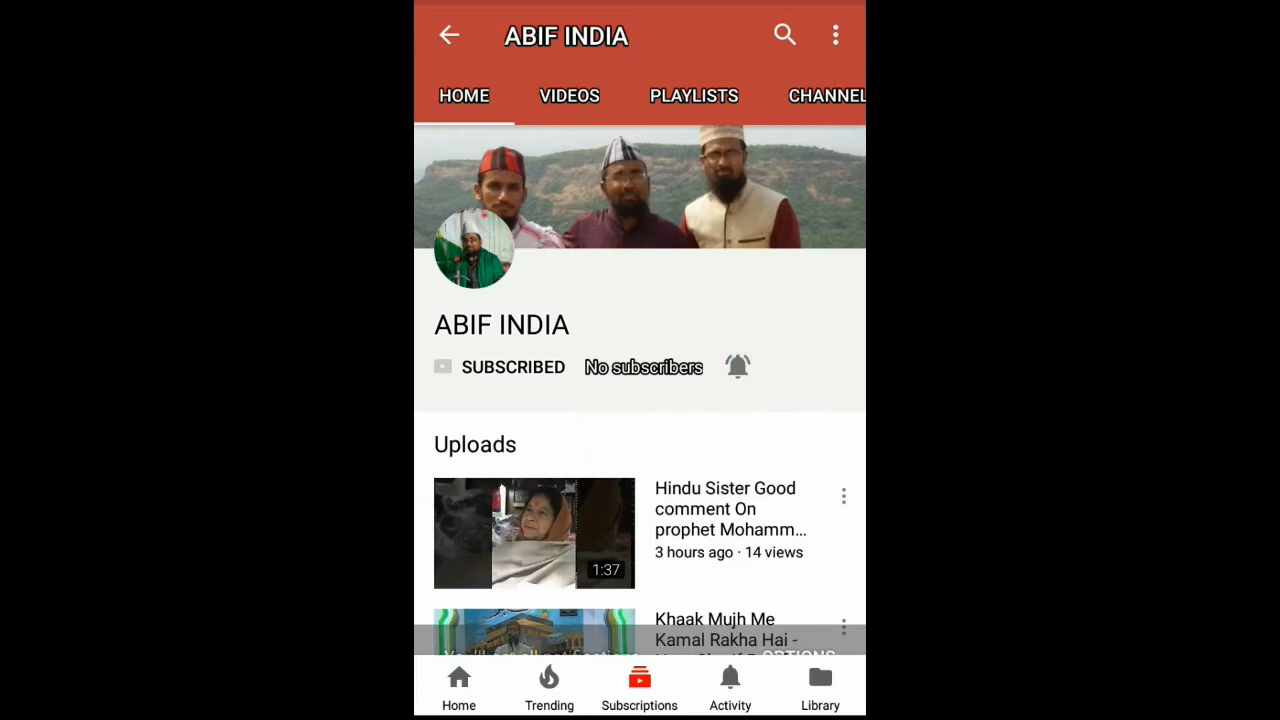 ABIF INDIA
HOME VIDEOS PLAYLISTS CHANNEL
ABIF INDIA
SUBSCRIBED No subscribers
Uploads
Hindu Sister Good
comment On
prophet Mohamm...
3 hours ago · 14 views
1:37
Khaak Mujh Me
Kamal Rakha Hai -
OPTIONS
Home Trending Subscriptions Activity Library